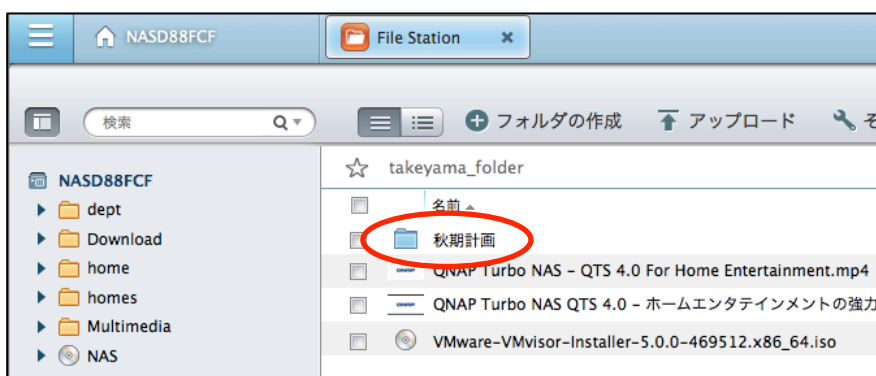 NASD88FCF
File Station
検索
フォルダの作成
アップロード
そ
NASD88FCF
dept
Download
home
homes
Multimedia
NAS
takeyama_folder
名前
秋期計画
QNAP Turbo NAS – QTS 4.0 For Home Entertainment.mp4
QNAP Turbo NAS QTS 4.0 – ホームエンタテインメントの強力
VMware-VMvisor-Installer-5.0.0-469512.x86_64.iso